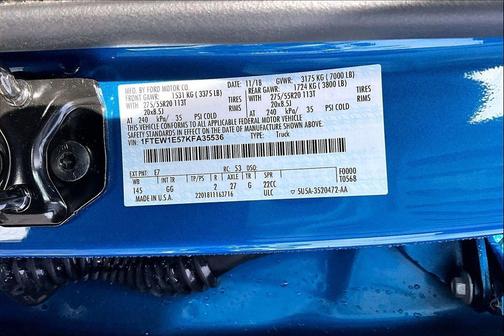 MFD. BY FORD MOTOR CO. 11/18 GVWR: 3175 KG ( 7000 LB)
FRONT GAWR: 1531 KG ( 3375 LB) REAR GAWR: 1724 KG ( 3800 LB)
WITH 275/55R20 113T TIRES WITH 275/55R20 113T TIRES
20x8.5J RIMS 20x8.5J RIMS
AT 240 kPa/ 35 PSI COLD AT 240 kPa/ 35 PSI COLD
THIS VEHICLE CONFORMS TO ALL APPLICABLE FEDERAL MOTOR VEHICLE
SAFETY STANDARDS IN EFFECT ON THE DATE OF MANUFACTURE SHOWN ABOVE.
VIN: 1FTEW1E57KFA35536 TYPE: Truck
EXT PNT: E7 RC: 53 DSO:
WB INT TR TP/PS R AXLE TR SPR F0000
145 GG 2 27 G 22CC T0568
MADE IN U.S.A. 2201811163716 ULC 5U5A-3520472-AA